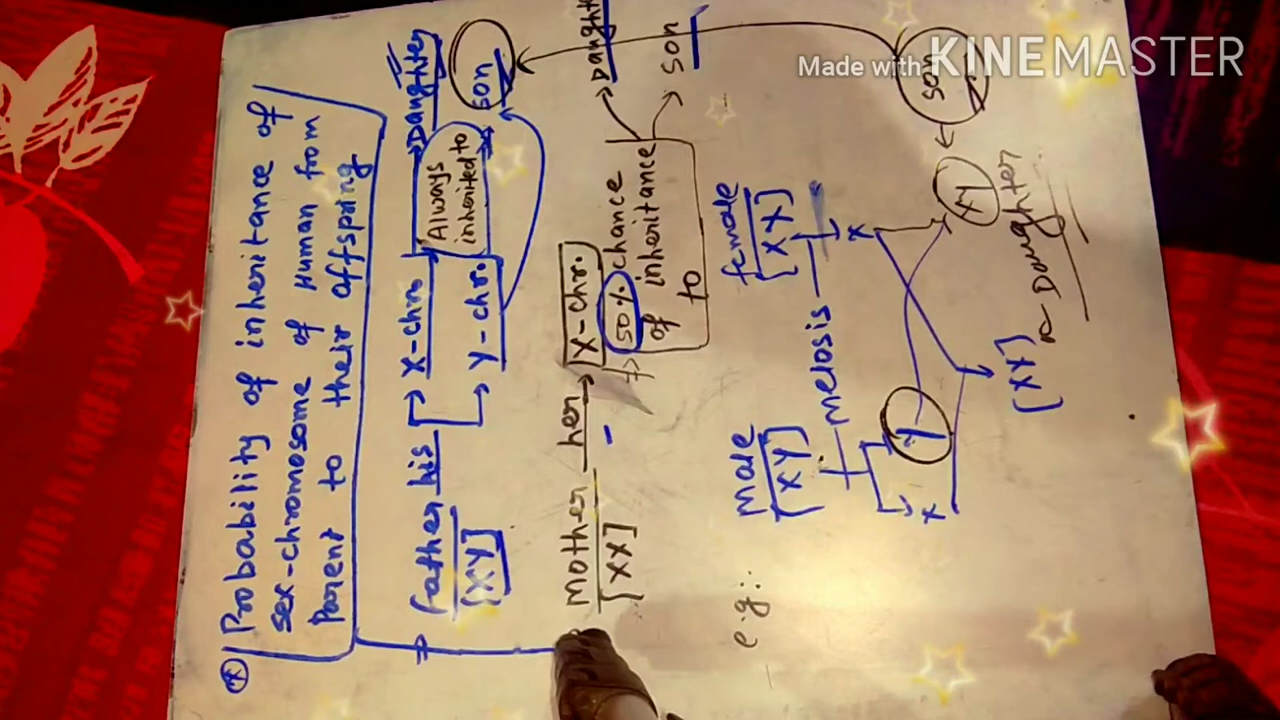 Made with KINEMASTER
* Probability of inheritance of
sex-chromosome of Human from
Parent to their offspring
⇒ father his → X-chr. → Daughter
[XY] → Y-chr. → son
Always
inherited to
Mother her → X-chr.
[XX] ⇒ 50% chance → Daught
of inheritance → son
to
e.g:-
male female
[XY] [XX]
meiosis
X Y X
XY → son
[XX] a Daughter